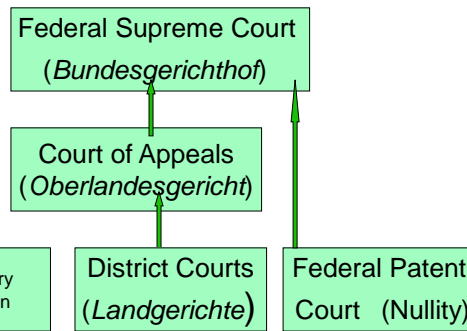 Federal Supreme Court
(Bundesgerichthof)
Court of Appeals
(Oberlandesgericht)
District Courts
(Landgerichte)
Federal Patent
Court (Nullity)